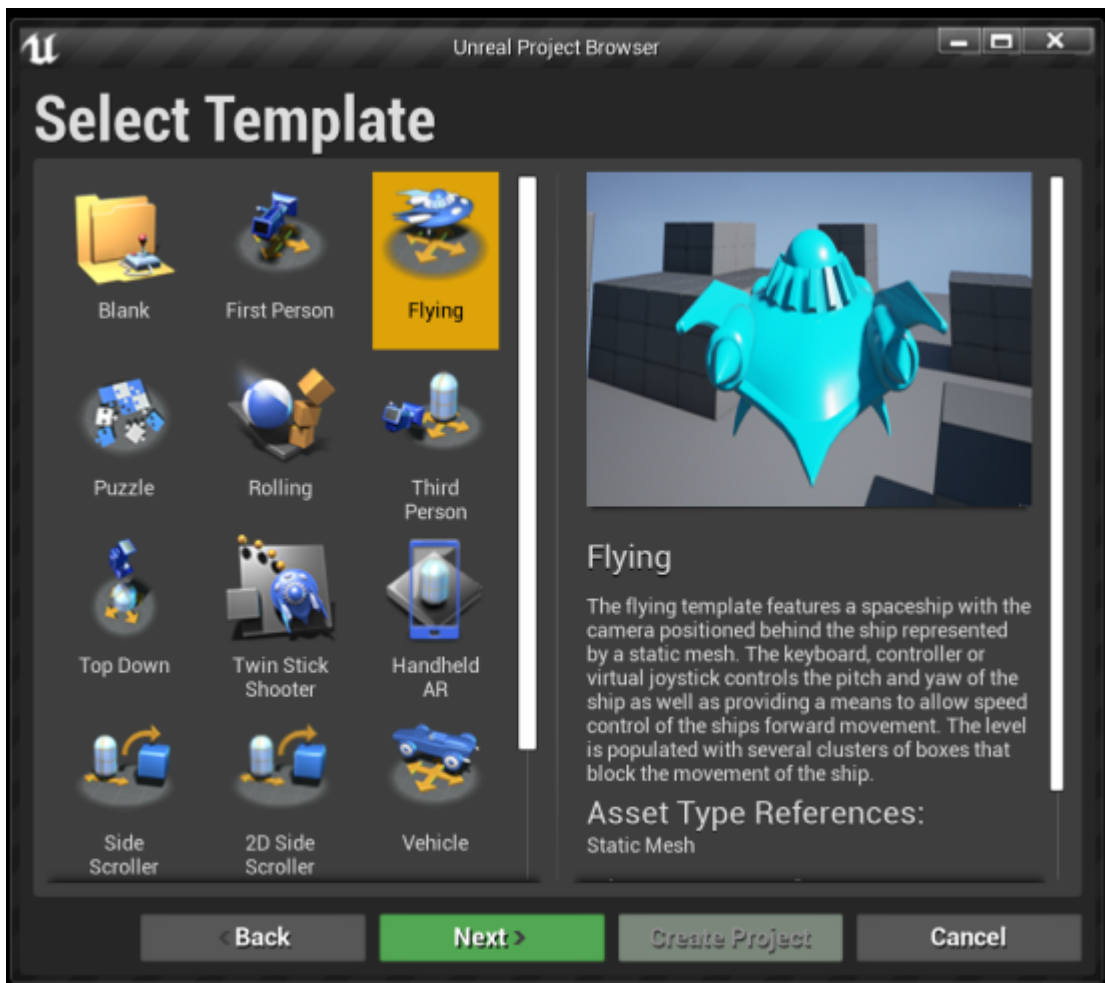 Unreal Project Browser
Select Template
Blank
First Person
Flying
Puzzle
Rolling
Third
Person
Top Down
Twin Stick
Shooter
Handheld
AR
Side
Scroller
2D Side
Scroller
Vehicle
Flying
The flying template features a spaceship with the
camera positioned behind the ship represented
by a static mesh. The keyboard, controller or
virtual joystick controls the pitch and yaw of the
ship as well as providing a means to allow speed
control of the ships forward movement. The level
is populated with several clusters of boxes that
block the movement of the ship.
Asset Type References:
Static Mesh
< Back
Next >
Create Project
Cancel